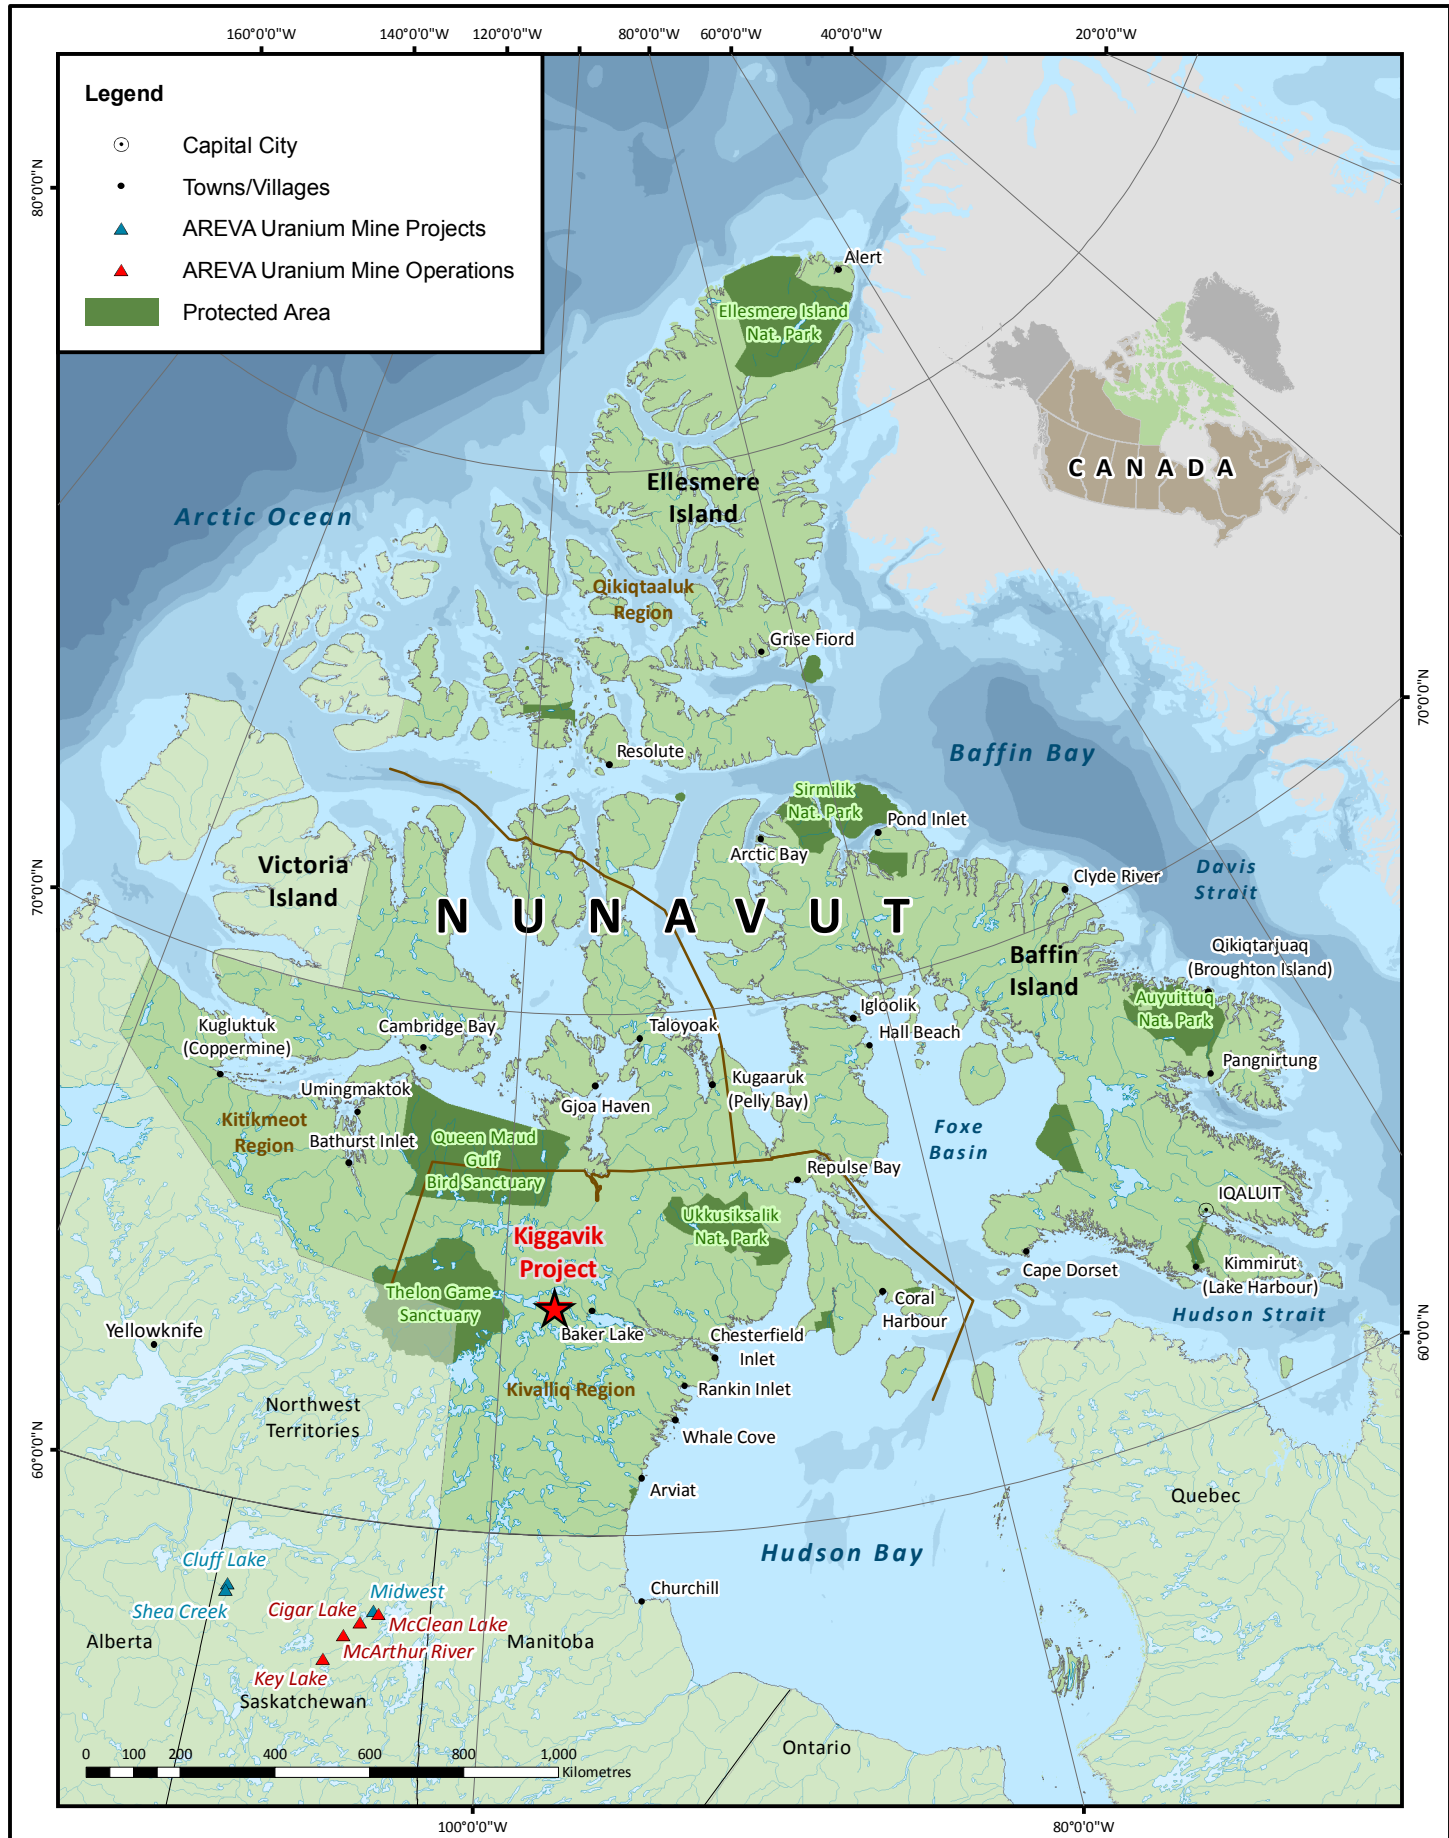 160°0'0"W
140°0'0"W
120°0'0"W
80°0'0"W
60°0'0"W
40°0'0"W
20°0'0"W
Legend
Capital City
Towns/Villages
AREVA Uranium Mine Projects
AREVA Uranium Mine Operations
Protected Area
80°0'0"N
Alert
Ellesmere Island
Nat. Park
CANADA
Ellesmere
Island
Arctic Ocean
Qikiqtaaluk
Region
Grise Fiord
70°0'0"N
Resolute
Baffin Bay
Sirmilik
Nat. Park
Pond Inlet
Arctic Bay
Victoria
Island
Clyde River
Davis
Strait
70°0'0"N
NUNAVUT
Baffin
Island
Qikiqtarjuaq
(Broughton Island)
Auyuittuq
Nat. Park
Igloolik
Hall Beach
Kugluktuk
(Coppermine)
Cambridge Bay
Taloyoak
Pangnirtung
Umingmaktok
Gjoa Haven
Kugaaruk
(Pelly Bay)
Kitikmeot
Region
Bathurst Inlet
Queen Maud
Gulf
Bird Sanctuary
Foxe
Basin
Repulse Bay
IQALUIT
Ukkusiksalik
Nat. Park
Kiggavik
Project
Cape Dorset
Kimmirut
(Lake Harbour)
Thelon Game
Sanctuary
Coral
Harbour
Hudson Strait
60°0'0"N
Yellowknife
Baker Lake
Chesterfield
Inlet
Kivalliq Region
Rankin Inlet
Northwest
Territories
Whale Cove
60°0'0"N
Arviat
Quebec
Hudson Bay
Cluff Lake
Shea Creek
Midwest
Churchill
Cigar Lake
McClean Lake
Alberta
McArthur River
Manitoba
Key Lake
Saskatchewan
Ontario
0 100 200 400 600 800 1,000
Kilometres
100°0'0"W
80°0'0"W